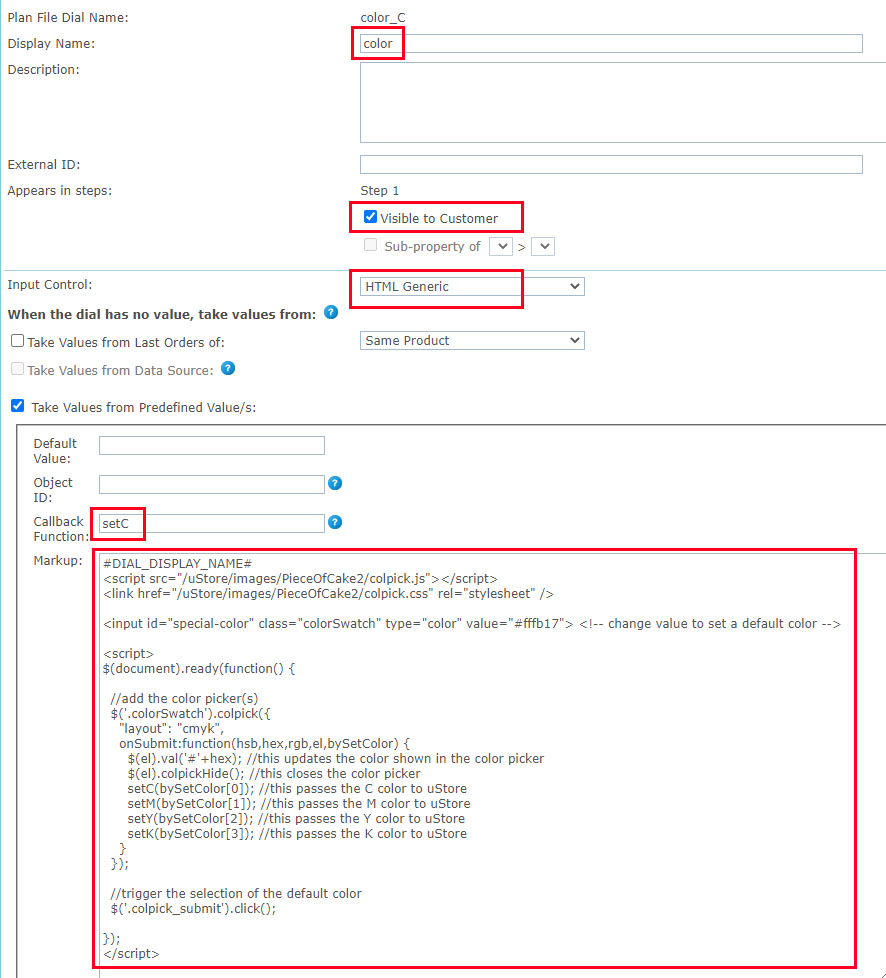 Plan File Dial Name: color_C
Display Name: color
Description:
External ID:
Appears in steps: Step 1
Visible to Customer
Sub-property of >
Input Control: HTML Generic
When the dial has no value, take values from: ?
Take Values from Last Orders of: Same Product
Take Values from Data Source: ?
Take Values from Predefined Value/s:
Default
Value:
Object
ID: ?
Callback
Function: setC ?
Markup: #DIAL_DISPLAY_NAME#
<script src="/uStore/images/PieceOfCake2/colpick.js"></script>
<link href="/uStore/images/PieceOfCake2/colpick.css" rel="stylesheet" />
<input id="special-color" class="colorSwatch" type="color" value="#fffb17"> <!-- change value to set a default color -->
<script>
$(document).ready(function() {
//add the color picker(s)
$('.colorSwatch').colpick({
"layout": "cmyk",
onSubmit:function(hsb,hex,rgb,el,bySetColor) {
$(el).val('#'+hex); //this updates the color shown in the color picker
$(el).colpickHide(); //this closes the color picker
setC(bySetColor[0]); //this passes the C color to uStore
setM(bySetColor[1]); //this passes the M color to uStore
setY(bySetColor[2]); //this passes the Y color to uStore
setK(bySetColor[3]); //this passes the K color to uStore
}
});
//trigger the selection of the default color
$('.colpick_submit').click();
});
</script>